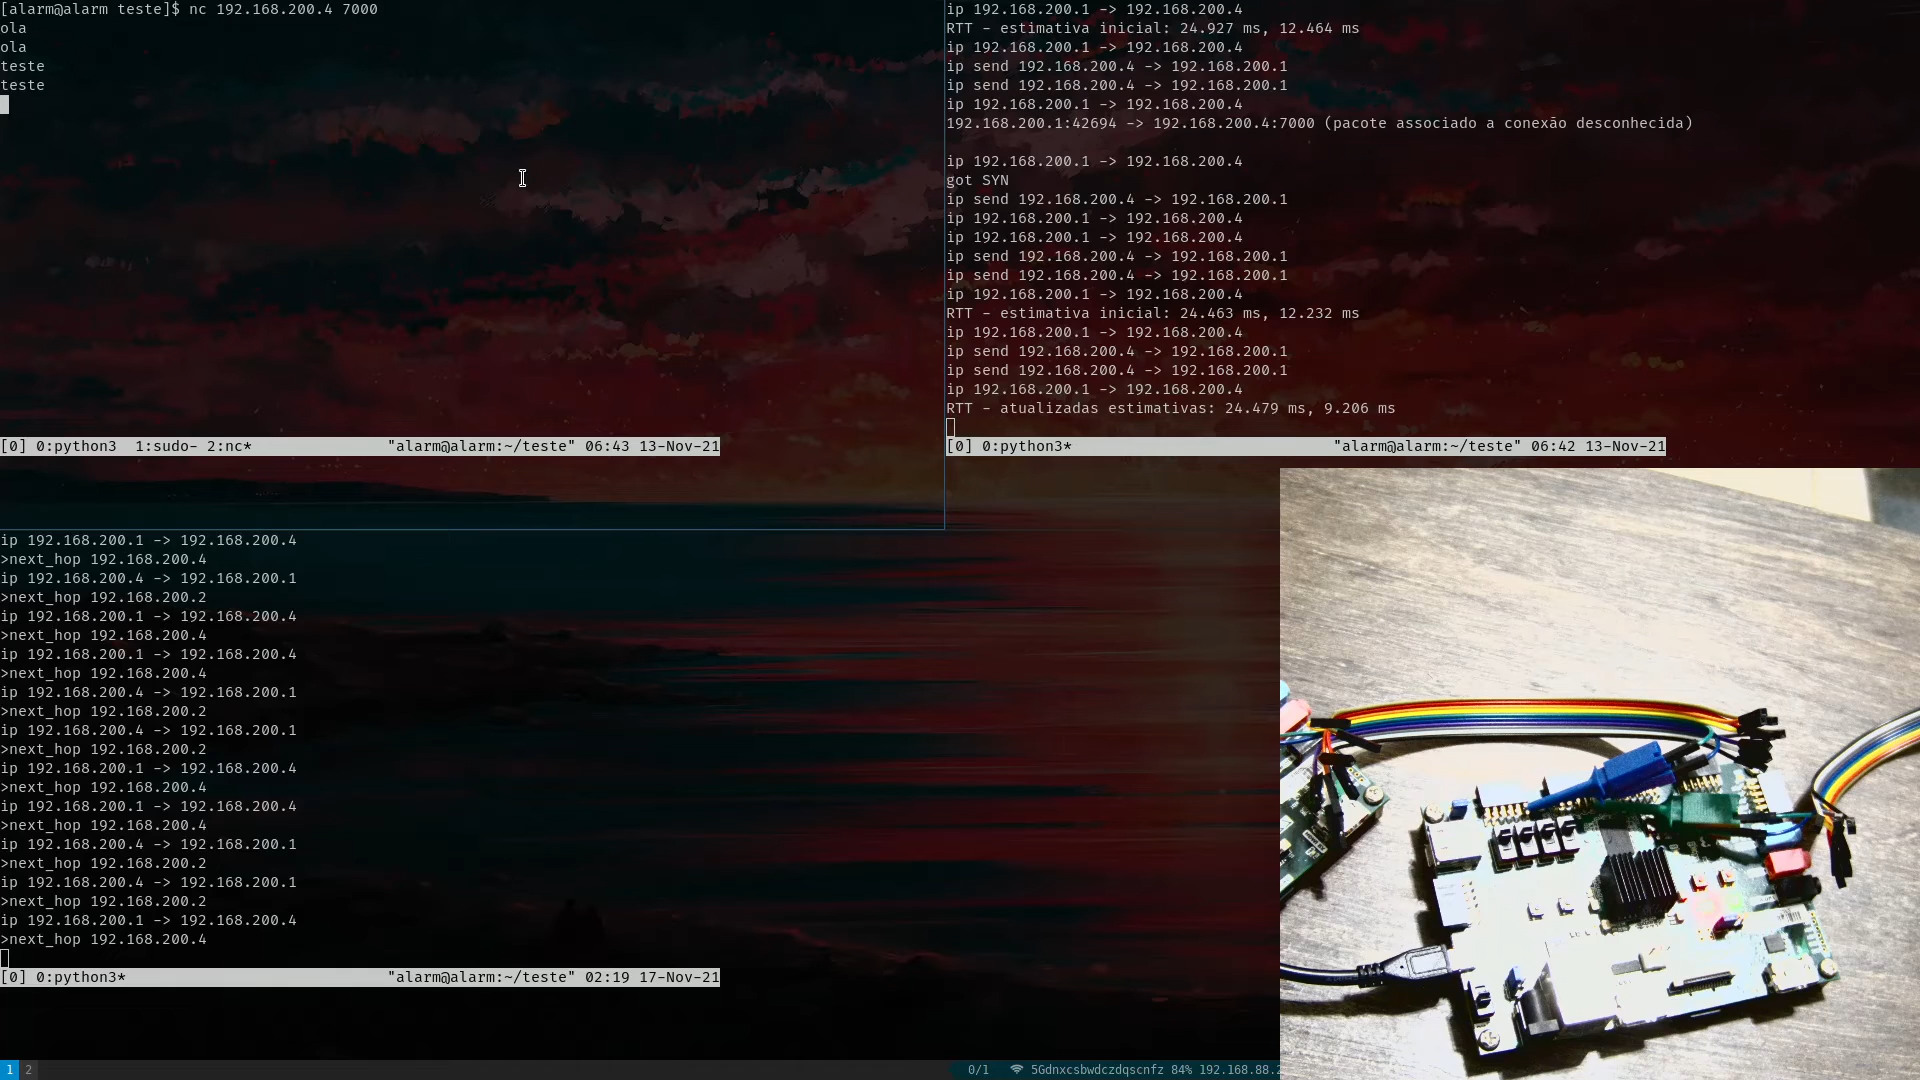 [alarm@alarm teste]$ nc 192.168.200.4 7000
ola
ola
teste
teste
[0] 0:python3  1:sudo- 2:nc*               "alarm@alarm:~/teste" 06:43 13-Nov-21
ip 192.168.200.1 -> 192.168.200.4
RTT - estimativa inicial: 24.927 ms, 12.464 ms
ip 192.168.200.1 -> 192.168.200.4
ip send 192.168.200.4 -> 192.168.200.1
ip send 192.168.200.4 -> 192.168.200.1
ip 192.168.200.1 -> 192.168.200.4
192.168.200.1:42694 -> 192.168.200.4:7000 (pacote associado a conexão desconhecida)
ip 192.168.200.1 -> 192.168.200.4
got SYN
ip send 192.168.200.4 -> 192.168.200.1
ip 192.168.200.1 -> 192.168.200.4
ip 192.168.200.1 -> 192.168.200.4
ip send 192.168.200.4 -> 192.168.200.1
ip send 192.168.200.4 -> 192.168.200.1
ip 192.168.200.1 -> 192.168.200.4
RTT - estimativa inicial: 24.463 ms, 12.232 ms
ip 192.168.200.1 -> 192.168.200.4
ip send 192.168.200.4 -> 192.168.200.1
ip send 192.168.200.4 -> 192.168.200.1
ip 192.168.200.1 -> 192.168.200.4
RTT - atualizadas estimativas: 24.479 ms, 9.206 ms
[0] 0:python3*                             "alarm@alarm:~/teste" 06:42 13-Nov-21
ip 192.168.200.1 -> 192.168.200.4
>next_hop 192.168.200.4
ip 192.168.200.4 -> 192.168.200.1
>next_hop 192.168.200.2
ip 192.168.200.1 -> 192.168.200.4
>next_hop 192.168.200.4
ip 192.168.200.1 -> 192.168.200.4
>next_hop 192.168.200.4
ip 192.168.200.4 -> 192.168.200.1
>next_hop 192.168.200.2
ip 192.168.200.4 -> 192.168.200.1
>next_hop 192.168.200.2
ip 192.168.200.1 -> 192.168.200.4
>next_hop 192.168.200.4
ip 192.168.200.1 -> 192.168.200.4
>next_hop 192.168.200.4
ip 192.168.200.4 -> 192.168.200.1
>next_hop 192.168.200.2
ip 192.168.200.4 -> 192.168.200.1
>next_hop 192.168.200.2
ip 192.168.200.1 -> 192.168.200.4
>next_hop 192.168.200.4
[0] 0:python3*                             "alarm@alarm:~/teste" 02:19 17-Nov-21
1 2
0/1 5Gdnxcsbwdczdqscnfz 84% 192.168.88.2